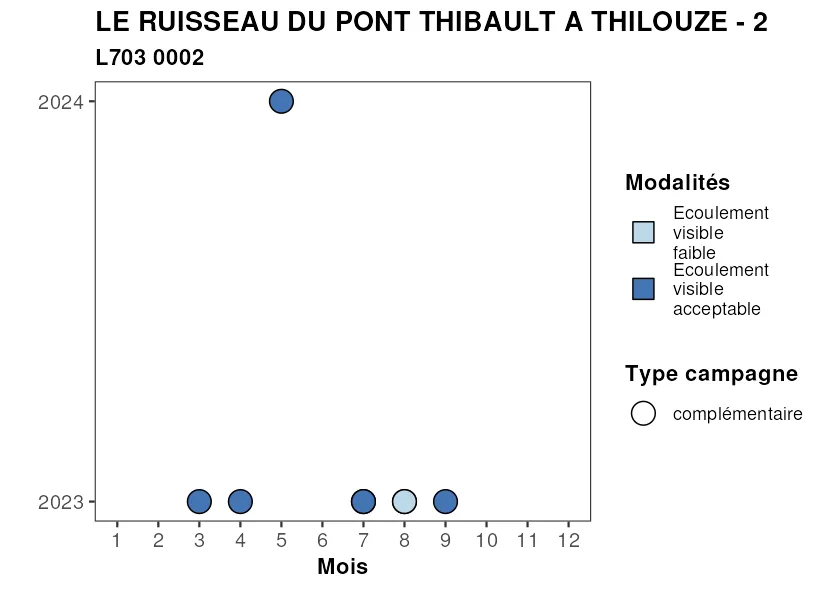 LE RUISSEAU DU PONT THIBAULT A THILOUZE - 2
L703 0002
2024
2023
1 2 3 4 5 6 7 8 9 10 11 12
Mois
Modalités
Ecoulement
visible
faible
Ecoulement
visible
acceptable
Type campagne
complémentaire